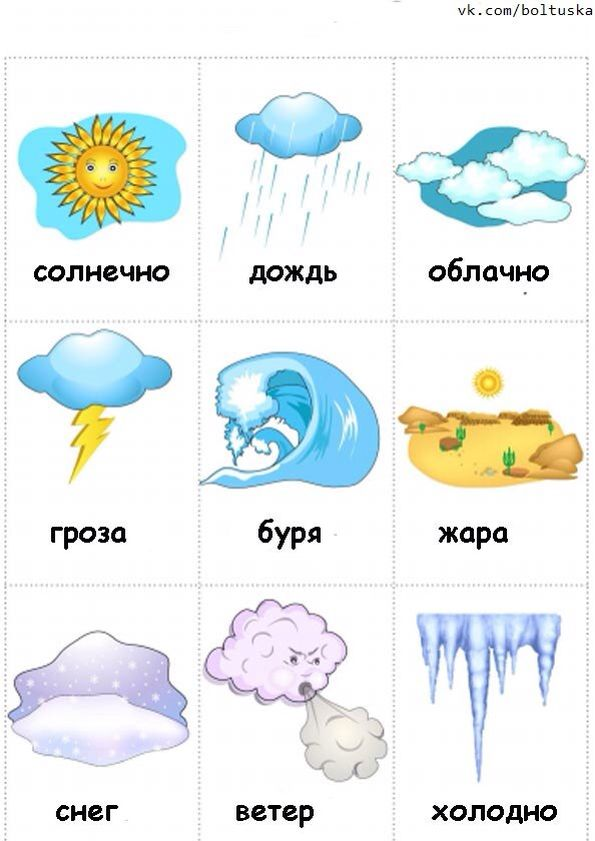 vk.com/boltuska
солнечно
дождь
облачно
гроза
буря
жара
снег
ветер
холодно